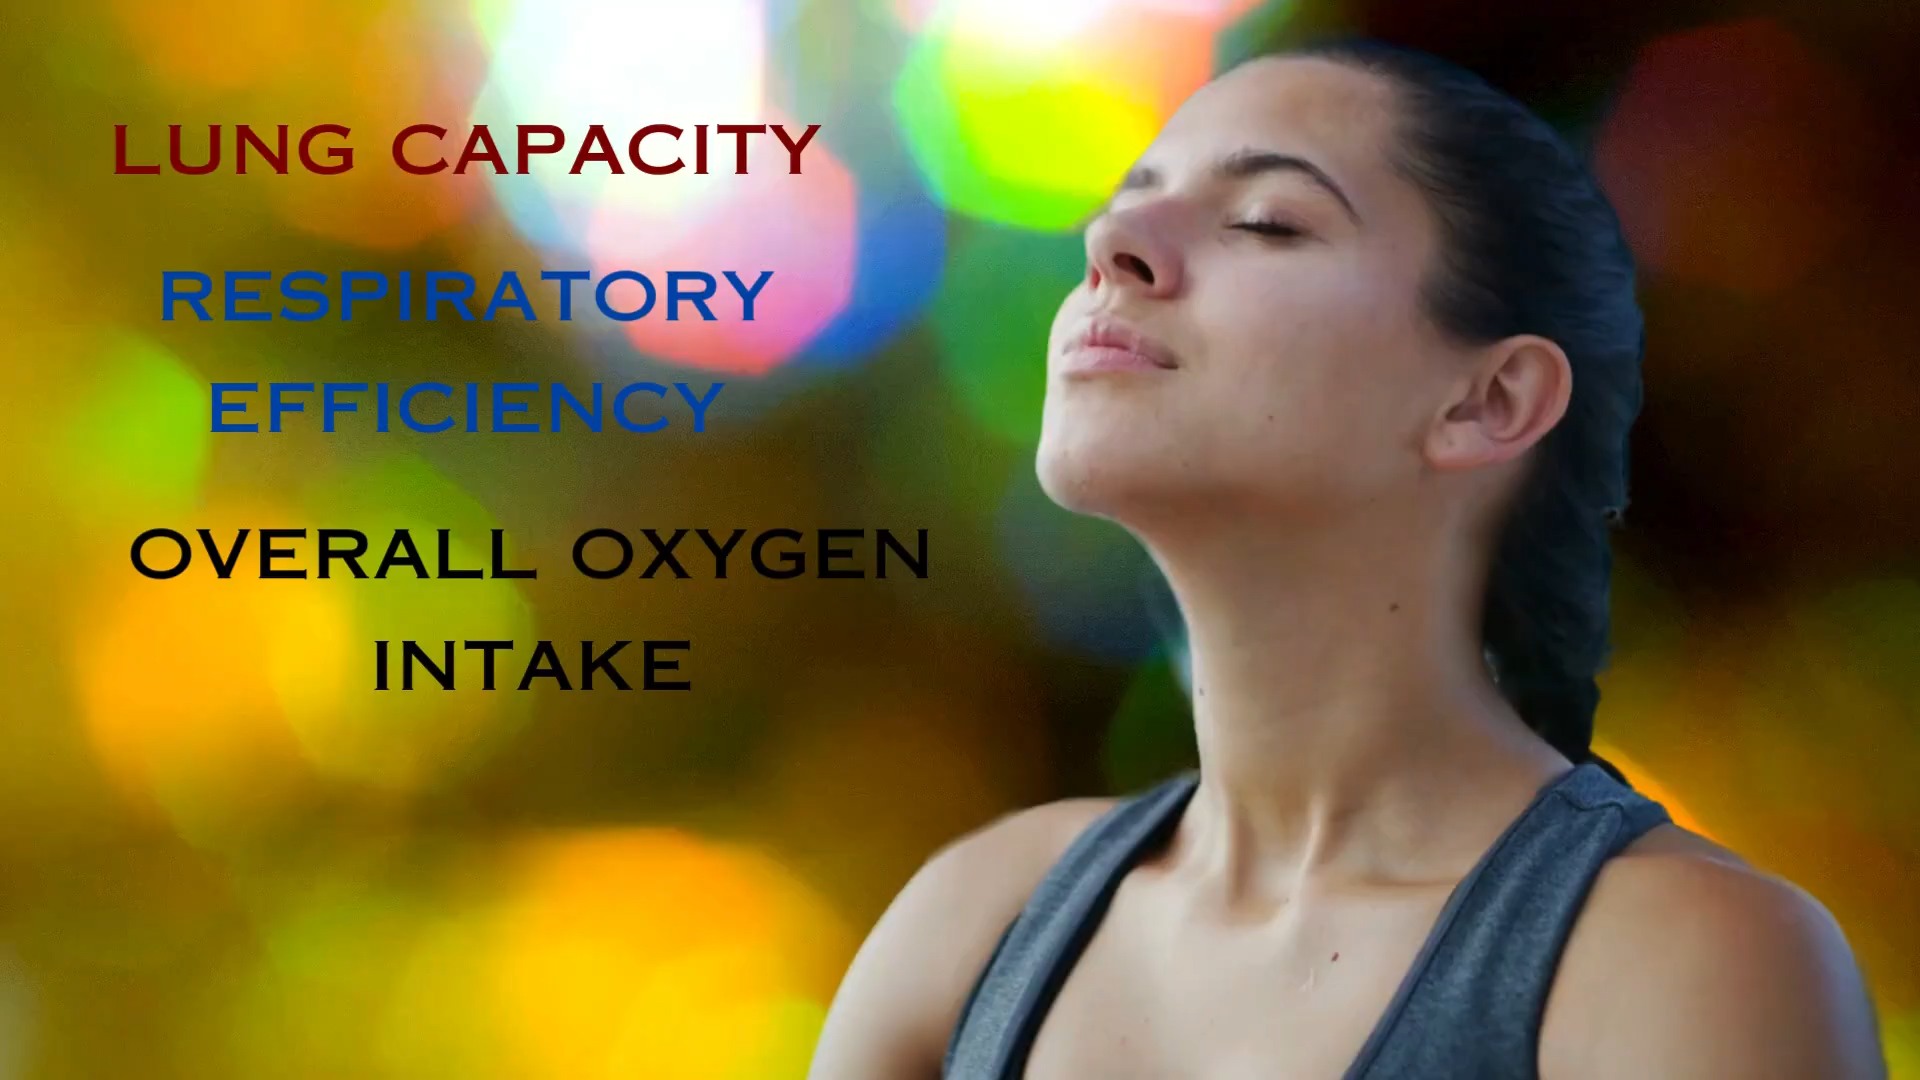 LUNG CAPACITY
RESPIRATORY
EFFICIENCY
OVERALL OXYGEN
INTAKE